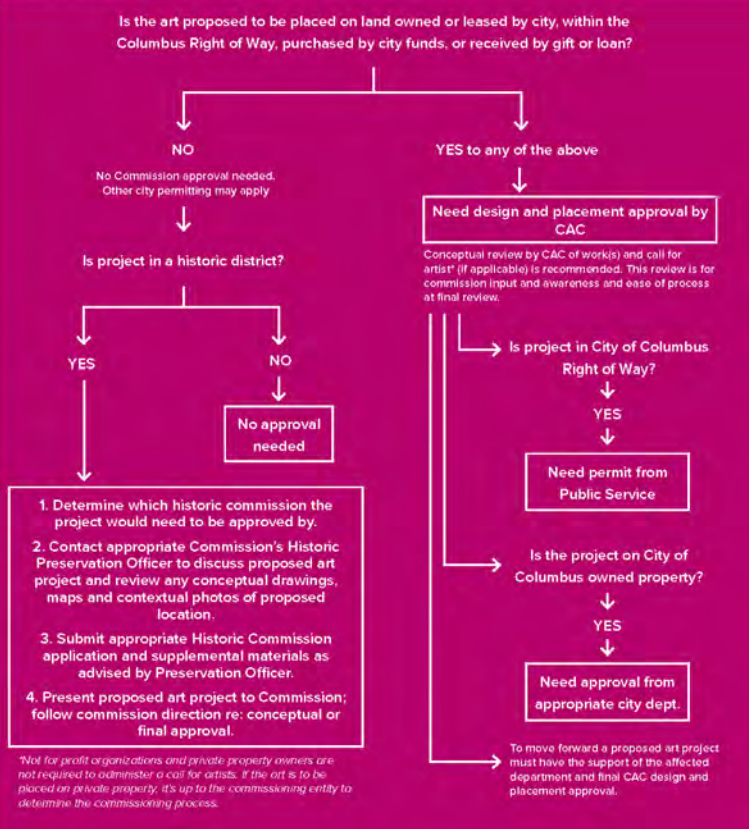 Is the art proposed to be placed on land owned or leased by city, within the
Columbus Right of Way, purchased by city funds, or received by gift or loan?
NO
No Commission approval needed.
Other city permitting may apply
Is project in a historic district?
YES
NO
No approval
needed
1. Determine which historic commission the
project would need to be approved by.
2. Contact appropriate Commission's Historic
Preservation Officer to discuss proposed art
project and review any conceptual drawings,
maps and contextual photos of proposed
location.
3. Submit appropriate Historic Commission
application and supplemental materials as
advised by Preservation Officer.
4. Present proposed art project to Commission;
follow commission direction re: conceptual or
final approval.
*Not for profit organizations and private property owners are
not required to administer a call for artists. If the art is to be
placed on private property, it's up to the commissioning entity to
determine the commissioning process.
YES to any of the above
Need design and placement approval by
CAC
Conceptual review by CAC of work(s) and call for
artist* (if applicable) is recommended. This review is for
commission input and awareness and ease of process
at final review.
Is project in City of Columbus
Right of Way?
YES
Need permit from
Public Service
Is the project on City of
Columbus owned property?
YES
Need approval from
appropriate city dept.
To move forward a proposed art project
must have the support of the affected
department and final CAC design and
placement approval.